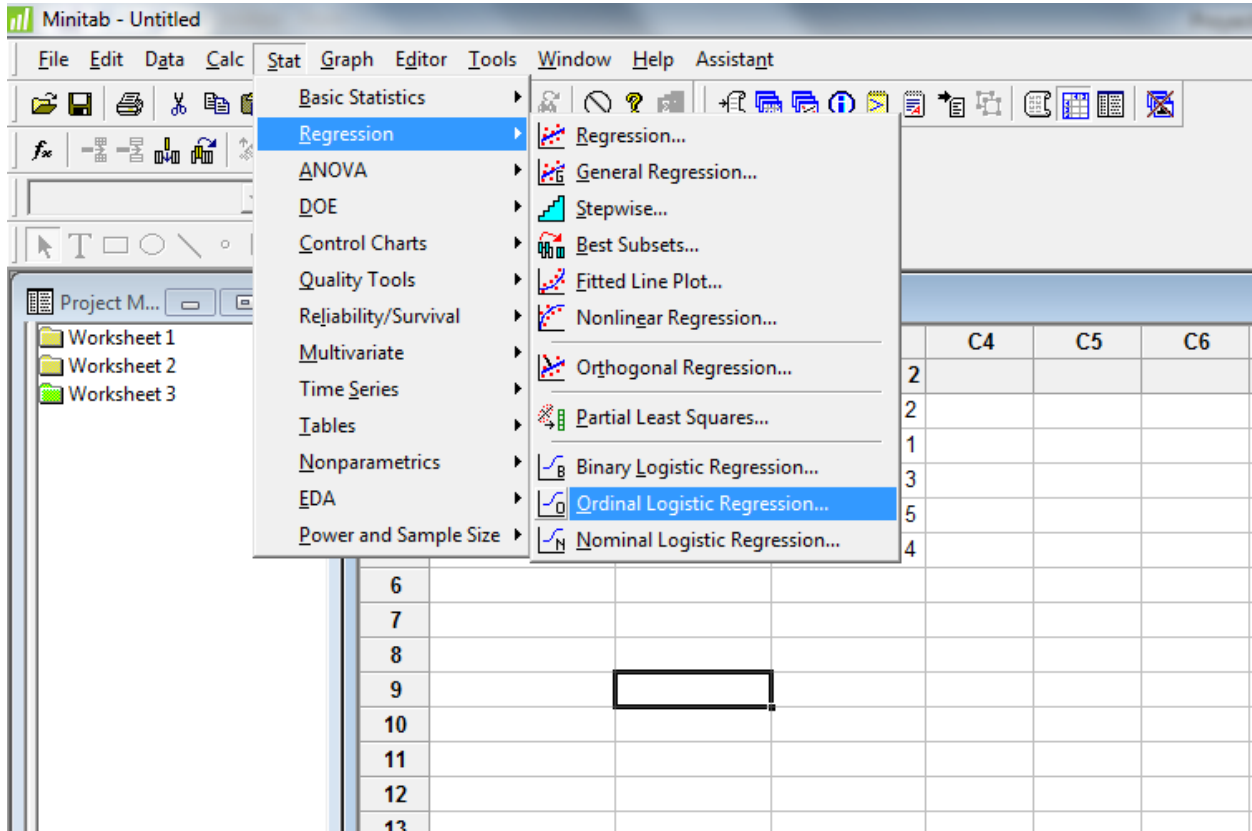 Minitab - Untitled
File Edit Data Calc Stat Graph Editor Tools Window Help Assistant
Basic Statistics
Regression
ANOVA
DOE
Control Charts
Quality Tools
Reliability/Survival
Multivariate
Time Series
Tables
Nonparametrics
EDA
Power and Sample Size
Regression...
General Regression...
Stepwise...
Best Subsets...
Fitted Line Plot...
Nonlinear Regression...
Orthogonal Regression...
Partial Least Squares...
Binary Logistic Regression...
Ordinal Logistic Regression...
Nominal Logistic Regression...
Project M...
Worksheet 1
Worksheet 2
Worksheet 3
C4 C5 C6
2
2
1
3
5
4
6
7
8
9
10
11
12
13